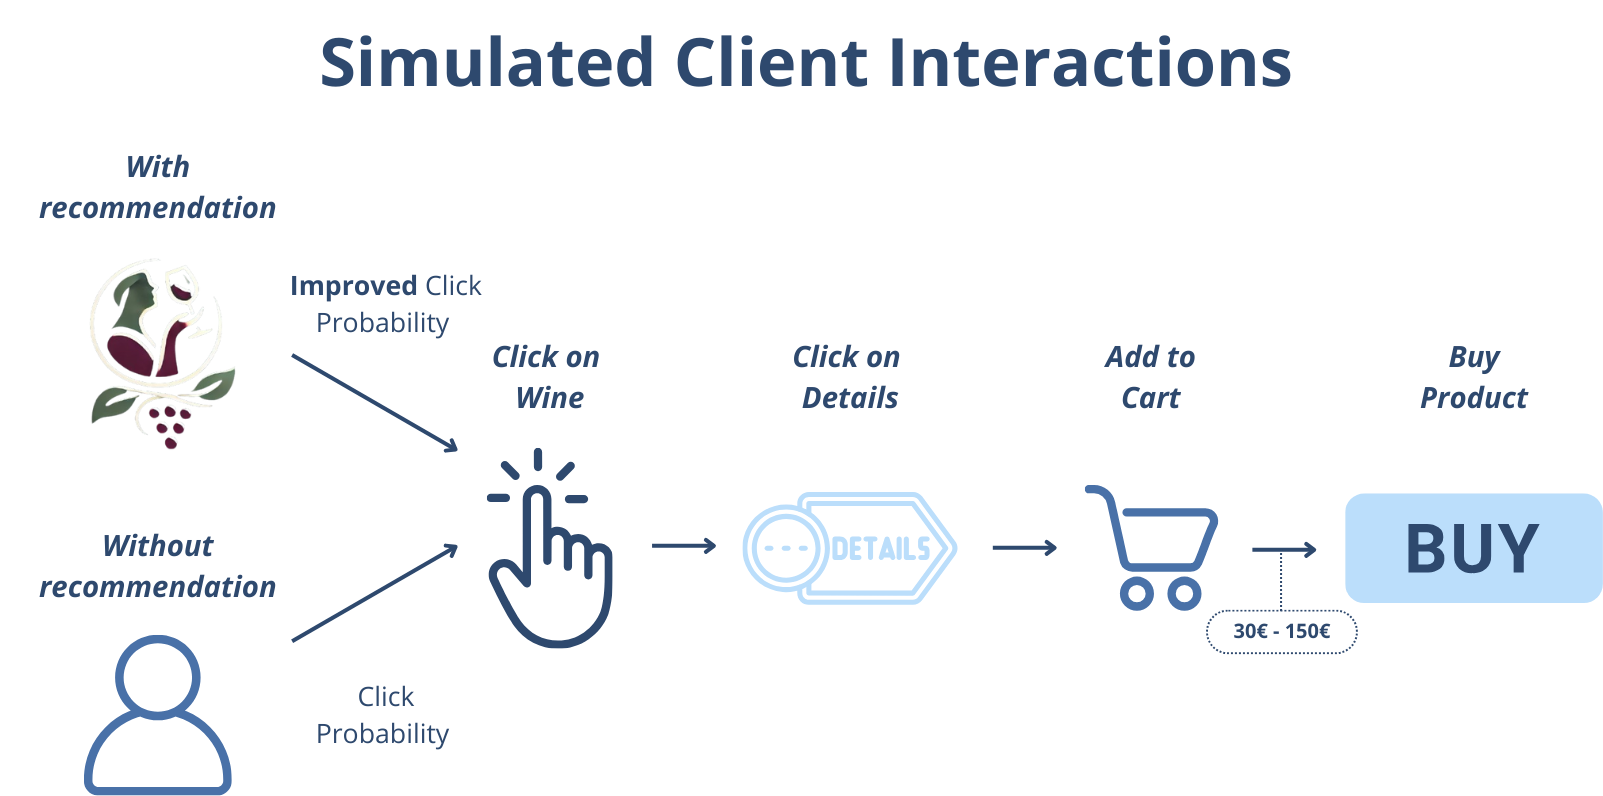 Simulated Client Interactions
With
recommendation
Improved Click
Probability
Click on
Wine
Click on
Details
Add to
Cart
Buy
Product
DETAILS
BUY
30€ - 150€
Without
recommendation
Click
Probability